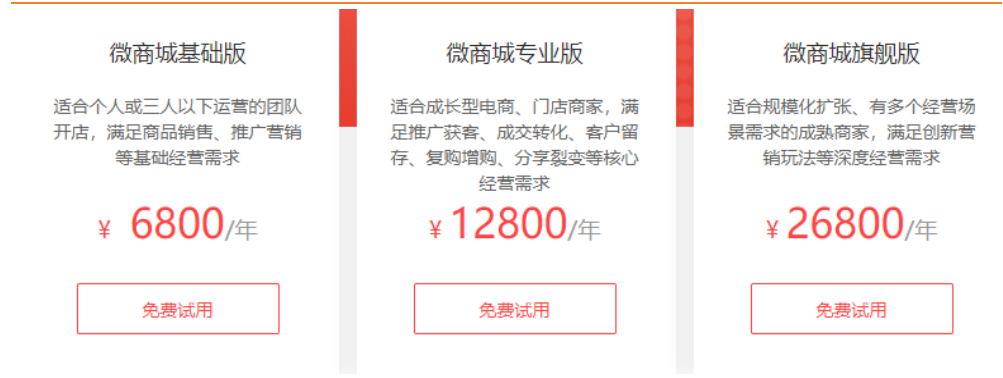 微商城基础版
适合个人或三人以下运营的团队
开店，满足商品销售、推广营销
等基础经营需求
¥ 6800/年
免费试用
微商城专业版
适合成长型电商、门店商家，满
足推广获客、成交转化、客户留
存、复购增购、分享裂变等核心
经营需求
¥ 12800/年
免费试用
微商城旗舰版
适合规模化扩张、有多个经营场
景需求的成熟商家，满足创新营
销玩法等深度经营需求
¥ 26800/年
免费试用